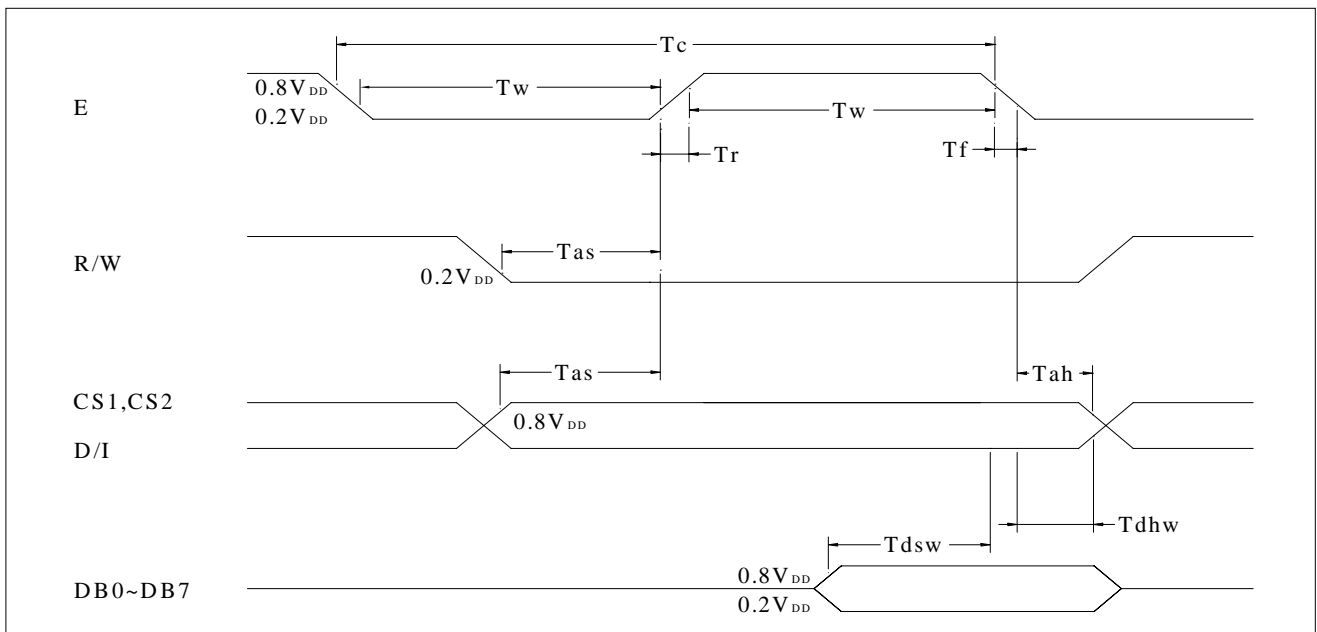 Tc
0.8VDD
Tw
E
0.2VDD
Tw
Tr
Tf
Tas
R/W
0.2VDD
Tas
Tah
CS1,CS2
0.8VDD
D/I
Tdhw
Tdsw
0.8VDD
DB0~DB7
0.2VDD